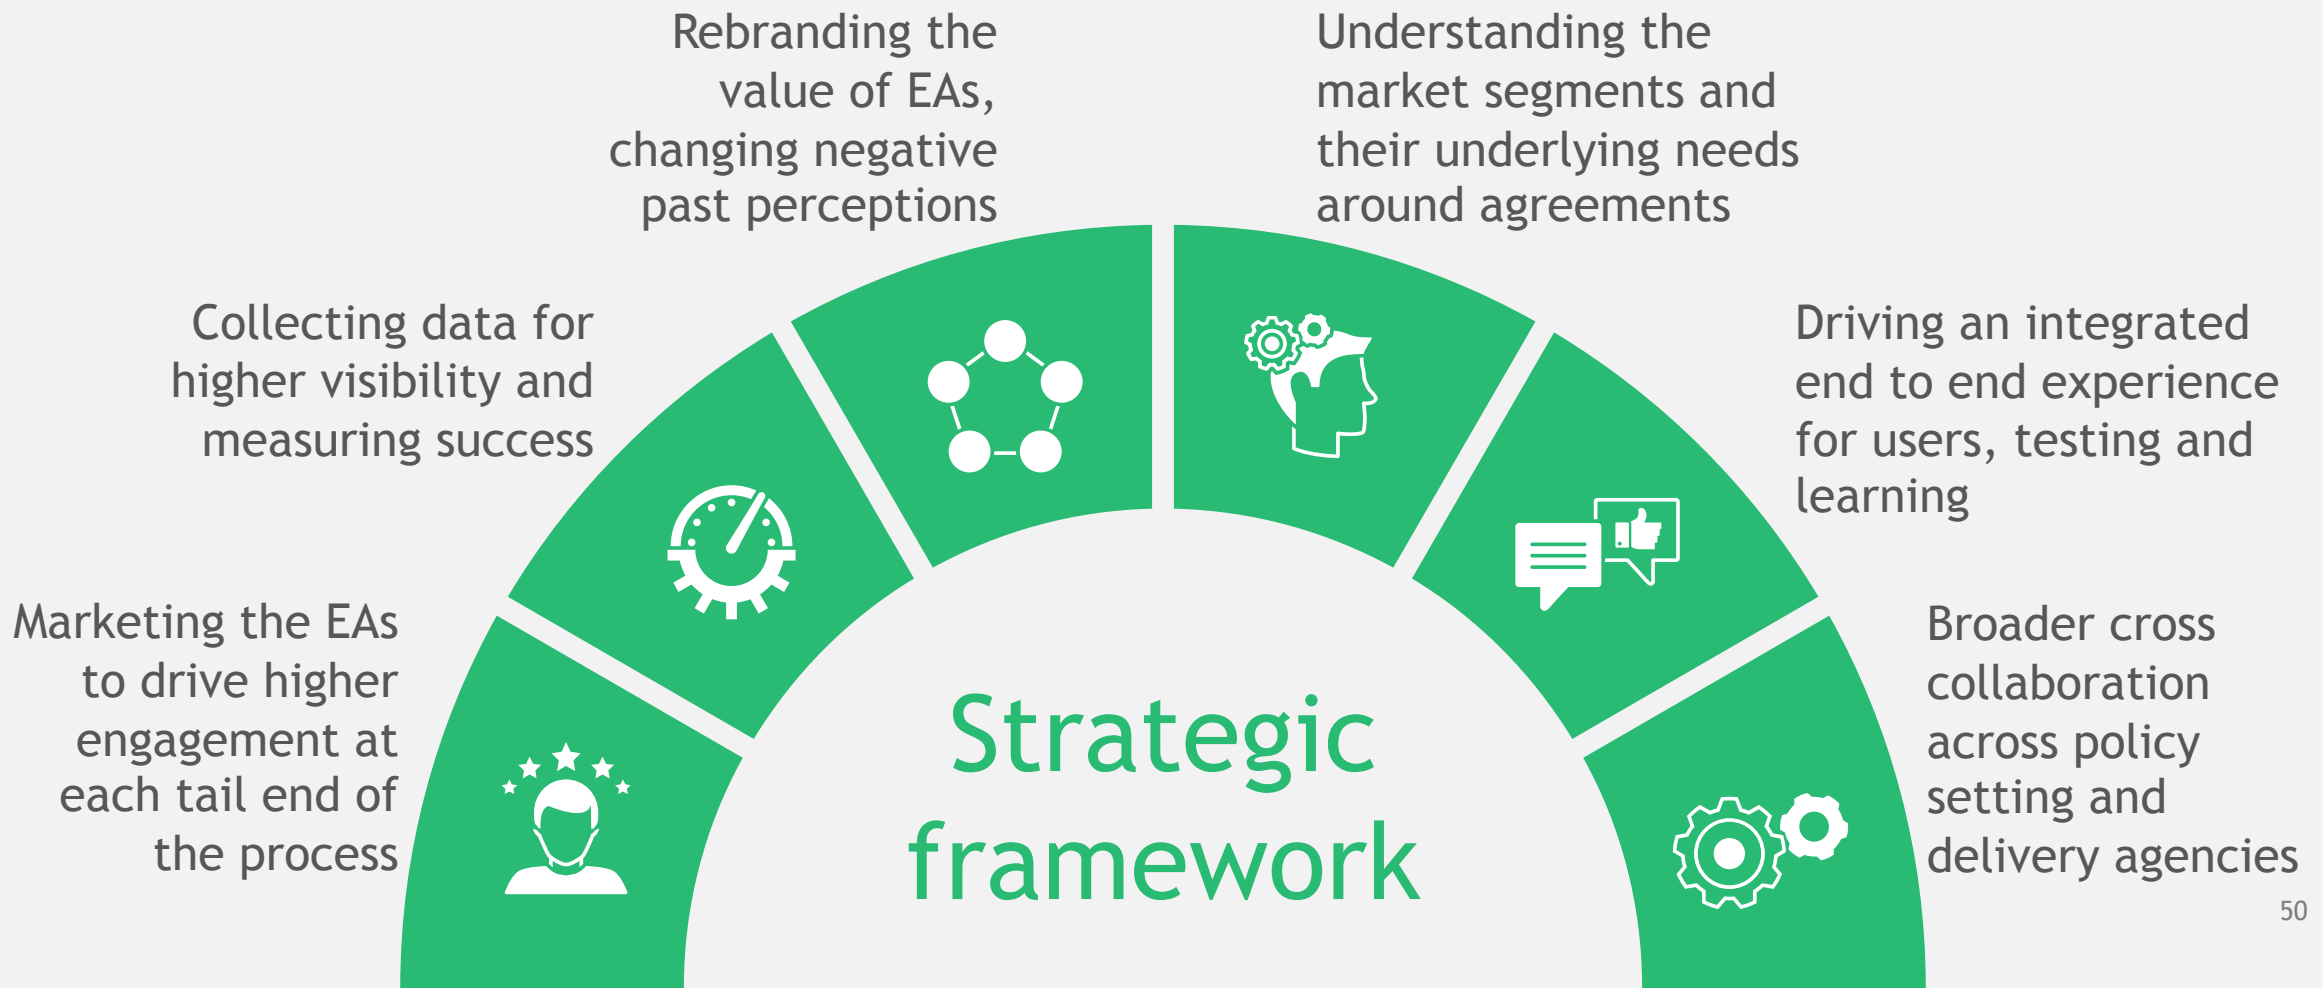 Rebranding the
value of EAs,
changing negative
past perceptions
Understanding the
market segments and
their underlying needs
around agreements
Collecting data for
higher visibility and
measuring success
Driving an integrated
end to end experience
for users, testing and
learning
Marketing the EAs
to drive higher
engagement at
each tail end of
the process
Broader cross
collaboration
across policy
setting and
delivery agencies
Strategic
framework
50